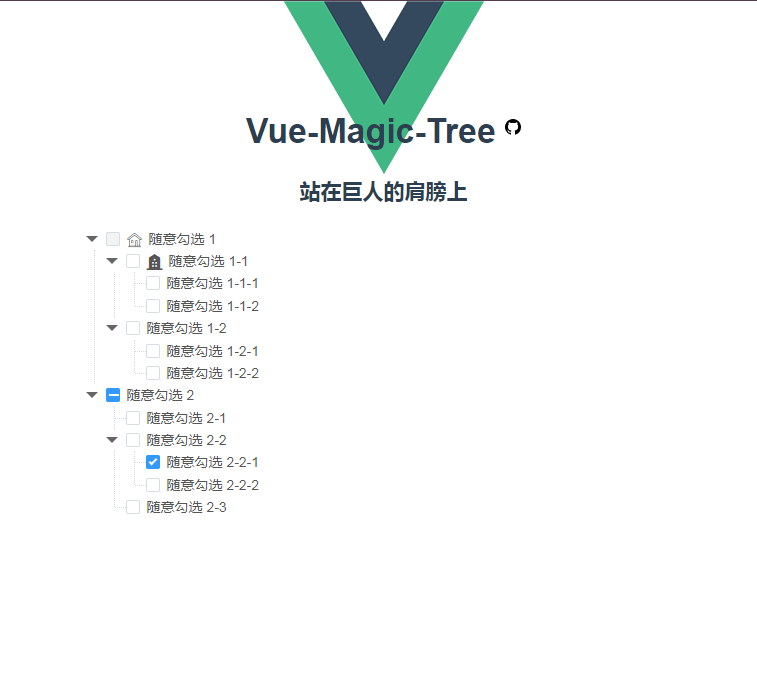 Vue-Magic-Tree
站在巨人的肩膀上
随意勾选 1
随意勾选 1-1
随意勾选 1-1-1
随意勾选 1-1-2
随意勾选 1-2
随意勾选 1-2-1
随意勾选 1-2-2
随意勾选 2
随意勾选 2-1
随意勾选 2-2
随意勾选 2-2-1
随意勾选 2-2-2
随意勾选 2-3